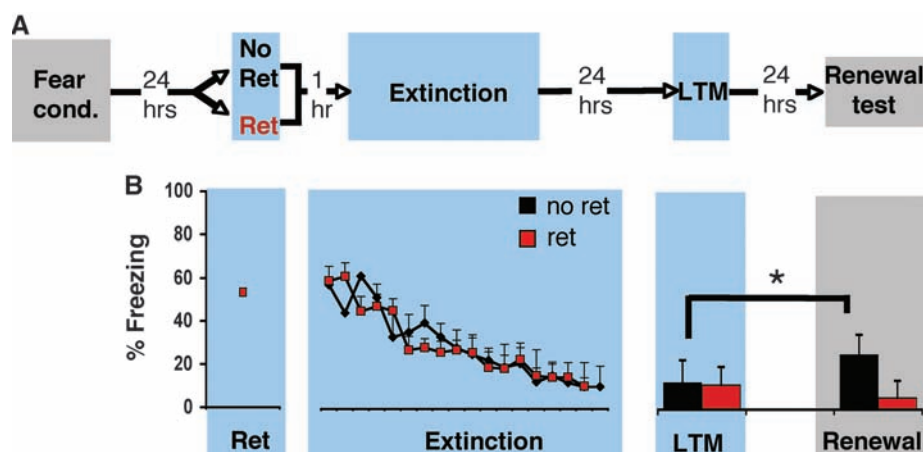 A
Fear
cond.
24
hrs
No
Ret
Ret
1
hr
Extinction
24
hrs
LTM
24
hrs
Renewal
test
B
% Freezing
100
80
60
40
20
0
no ret
ret
*
Ret
Extinction
LTM
Renewal